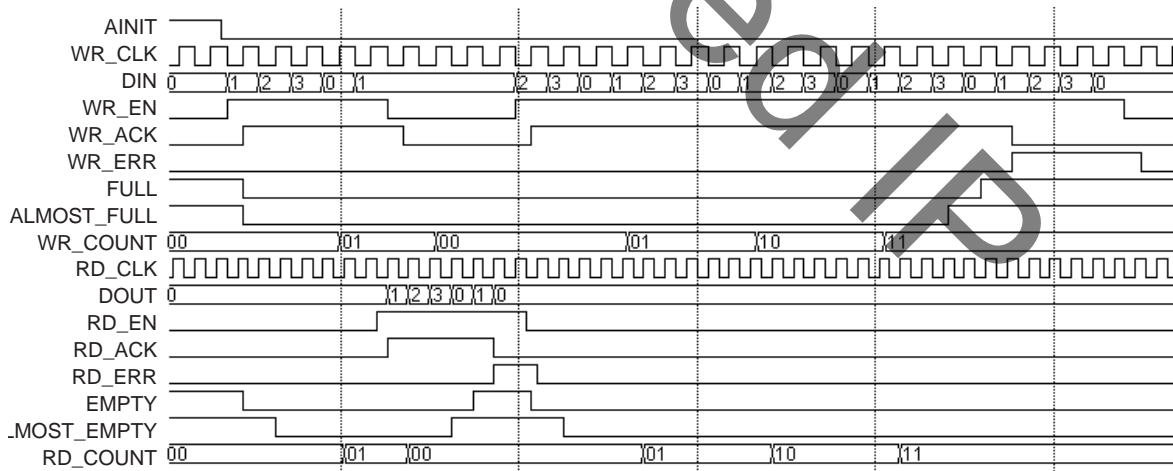 AINIT
WR_CLK
DIN 0 1 2 3 0 1 2 3 0 1 2 3 0 1 2 3 0 1 2 3 0 1 2 3 0
WR_EN
WR_ACK
WR_ERR
FULL
ALMOST_FULL
WR_COUNT 00 01 00 01 10 11
RD_CLK
DOUT 0 1 2 3 0 1 0
RD_EN
RD_ACK
RD_ERR
EMPTY
LMOST_EMPTY
RD_COUNT 00 01 00 01 10 11
ed IP